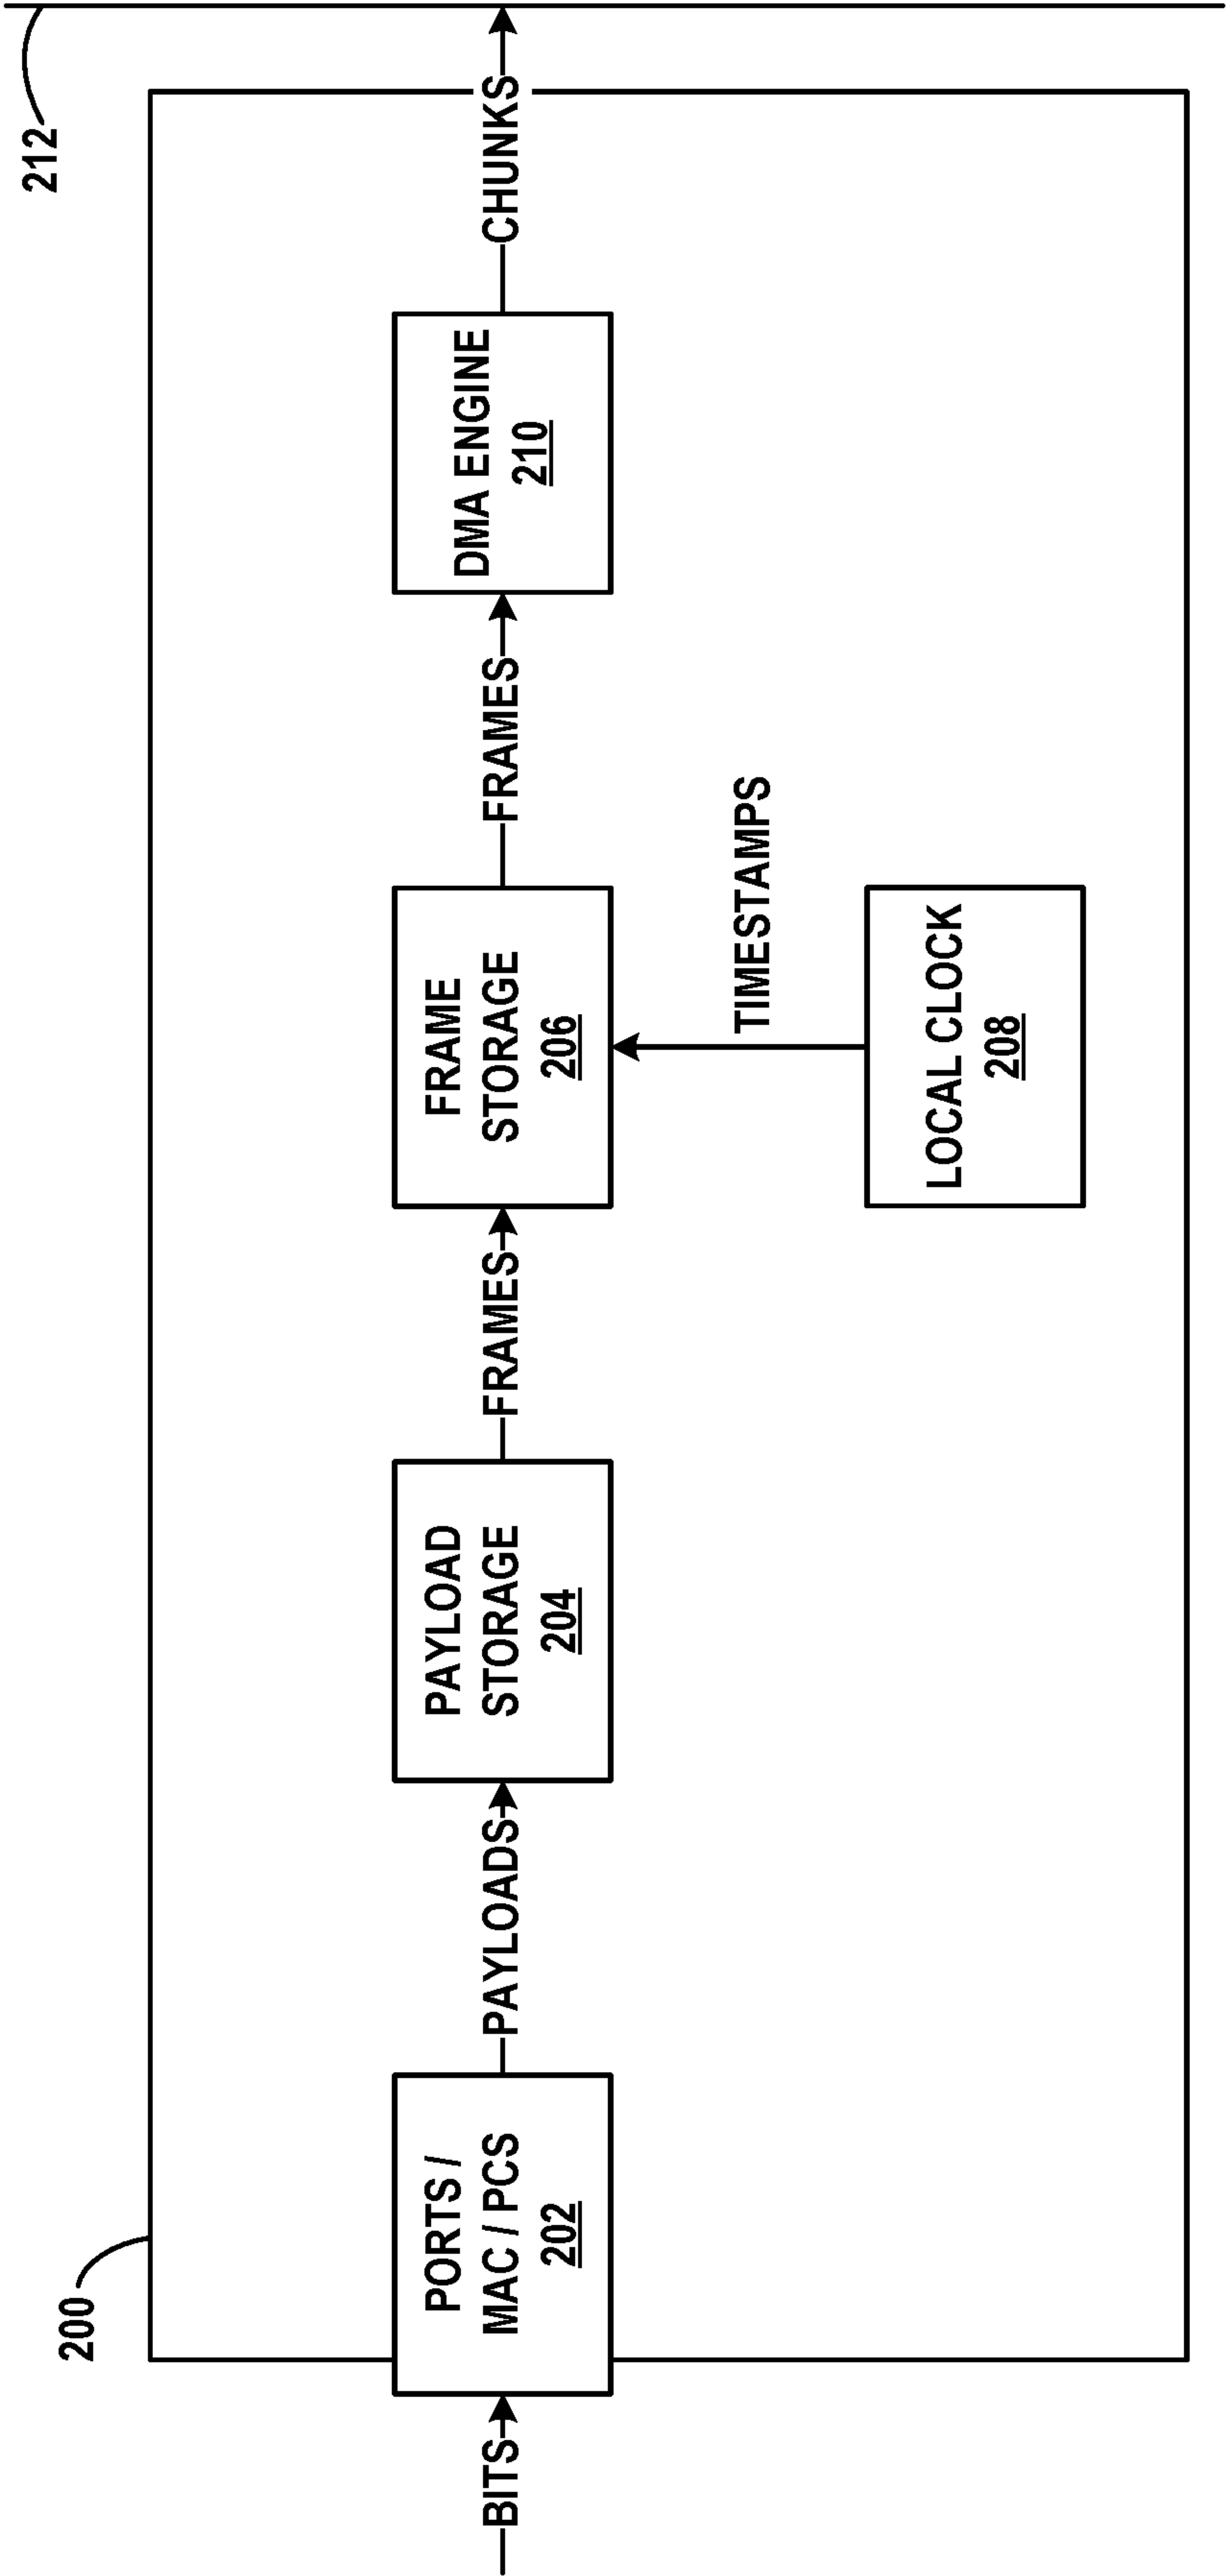 200
212
BITS
PORTS /
MAC / PCS
202
PAYLOADS
PAYLOAD
STORAGE
204
FRAMES
FRAME
STORAGE
206
FRAMES
DMA ENGINE
210
CHUNKS
TIMESTAMPS
LOCAL CLOCK
208